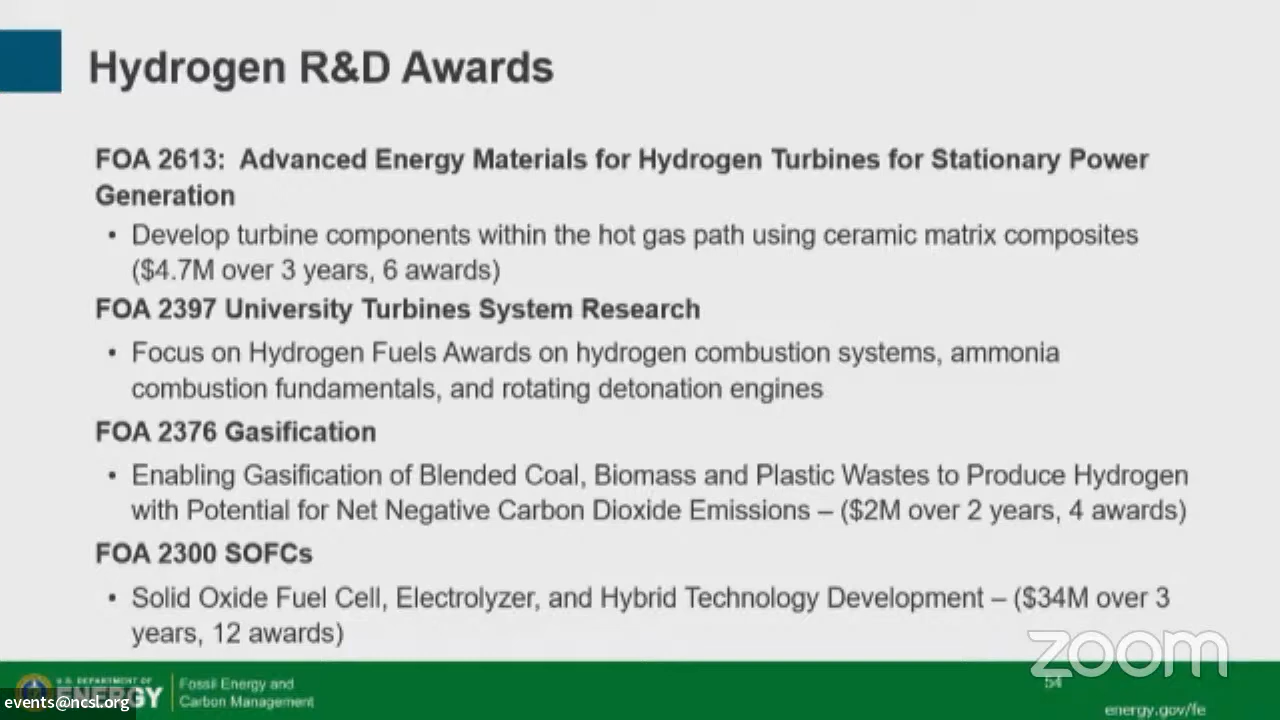 Hydrogen R&D Awards
FOA 2613:  Advanced Energy Materials for Hydrogen Turbines for Stationary Power
Generation
• Develop turbine components within the hot gas path using ceramic matrix composites
($4.7M over 3 years, 6 awards)
FOA 2397 University Turbines System Research
• Focus on Hydrogen Fuels Awards on hydrogen combustion systems, ammonia
combustion fundamentals, and rotating detonation engines
FOA 2376 Gasification
• Enabling Gasification of Blended Coal, Biomass and Plastic Wastes to Produce Hydrogen
with Potential for Net Negative Carbon Dioxide Emissions – ($2M over 2 years, 4 awards)
FOA 2300 SOFCs
• Solid Oxide Fuel Cell, Electrolyzer, and Hybrid Technology Development – ($34M over 3
years, 12 awards)
zoom
U.S. DEPARTMENT OF
ENERGY
Fossil Energy and
Carbon Management
54
events@ncsl.org
energy.gov/fe